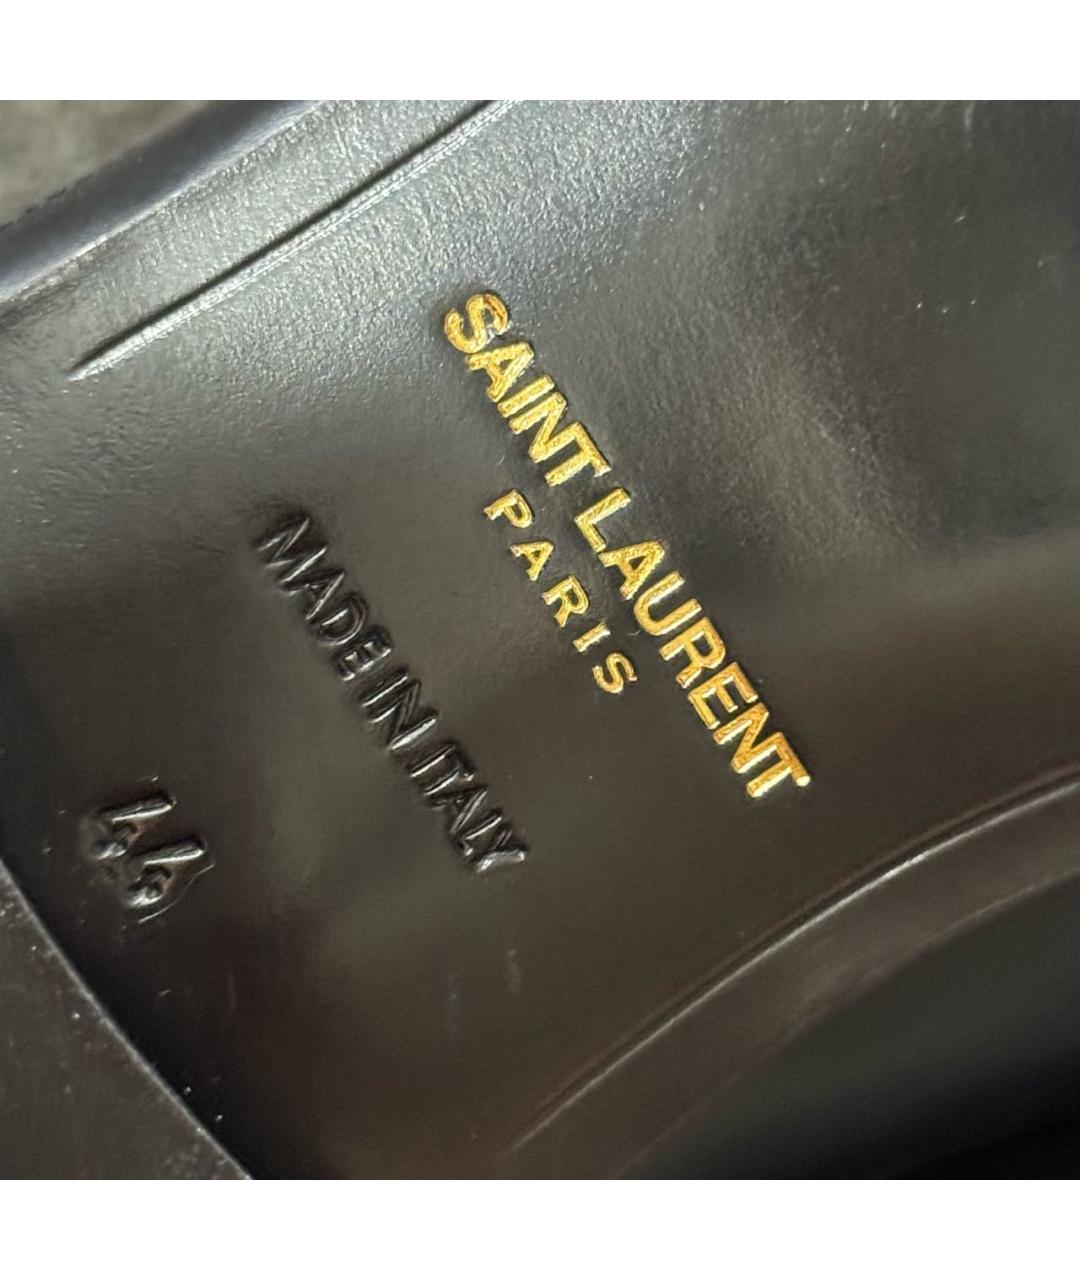 SAINT LAURENT
PARIS
MADE IN ITALY
44